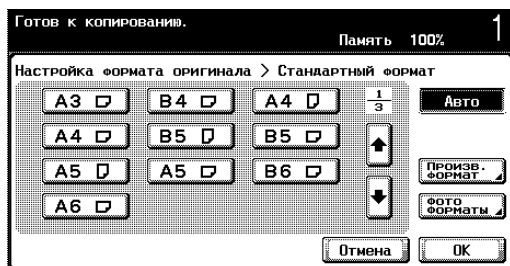 Готов к копированию.
Память 100% 1
Настройка формата оригинала > Стандартный формат
A3 B4 A4 1/3 Авто
A4 B5 B5
A5 A5 B6 Произв. формат
A6 Фото форматы
Отмена OK